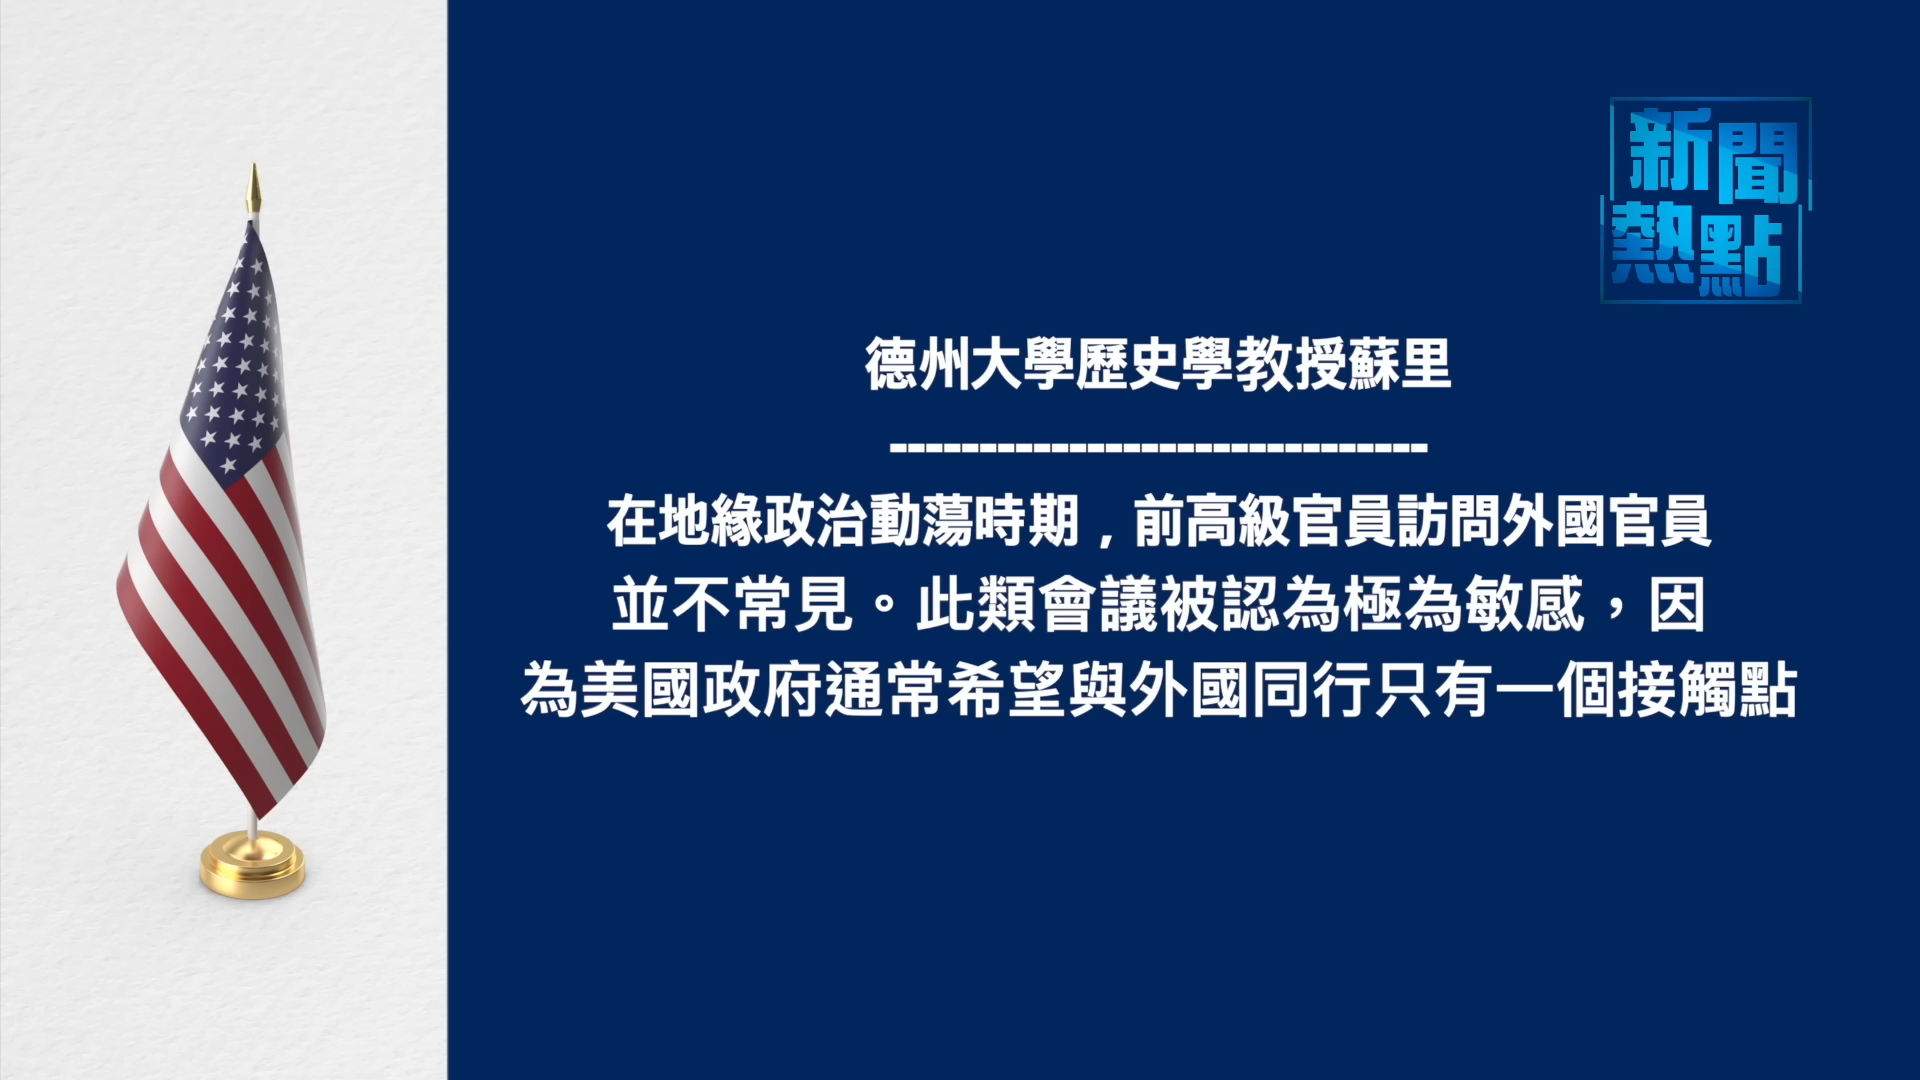 新聞
熱點
德州大學歷史學教授蘇里
------------------------------
在地緣政治動蕩時期，前高級官員訪問外國官員
並不常見。此類會議被認為極為敏感，因
為美國政府通常希望與外國同行只有一個接觸點